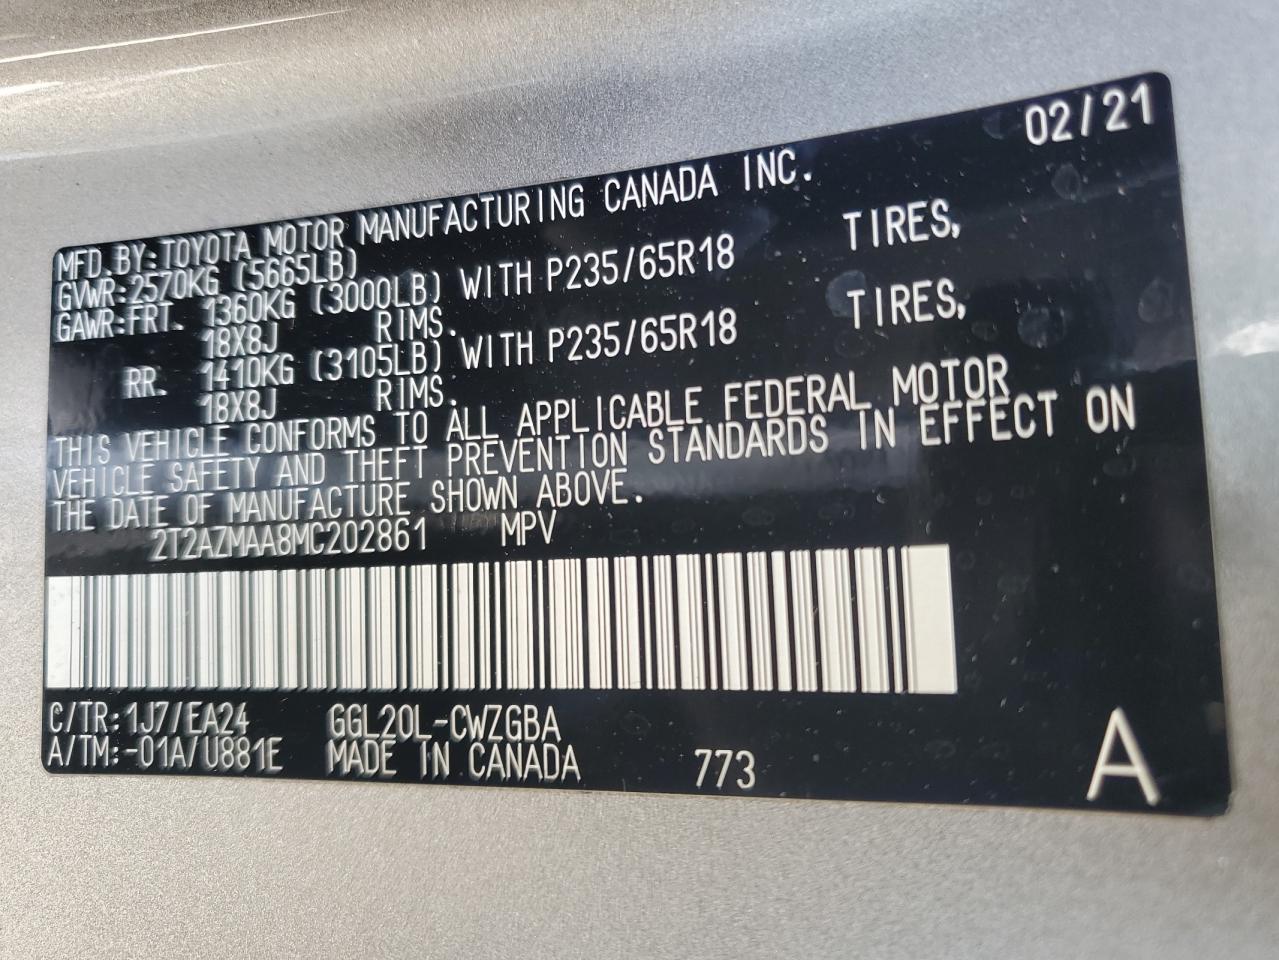 02/21
MFD.BY:TOYOTA MOTOR MANUFACTURING CANADA INC.
GVWR:2570KG (5665LB)
GAWR:FRT. 1360KG (3000LB) WITH P235/65R18 TIRES,
18X8J RIMS.
RR. 1410KG (3105LB) WITH P235/65R18 TIRES,
18X8J RIMS.
THIS VEHICLE CONFORMS TO ALL APPLICABLE FEDERAL MOTOR
VEHICLE SAFETY AND THEFT PREVENTION STANDARDS IN EFFECT ON
THE DATE OF MANUFACTURE SHOWN ABOVE.
2T2AZMAA8MC202861 MPV
C/TR:1J7/EA24 GGL20L-CWZGBA
A/TM:-01A/U881E MADE IN CANADA 773
A